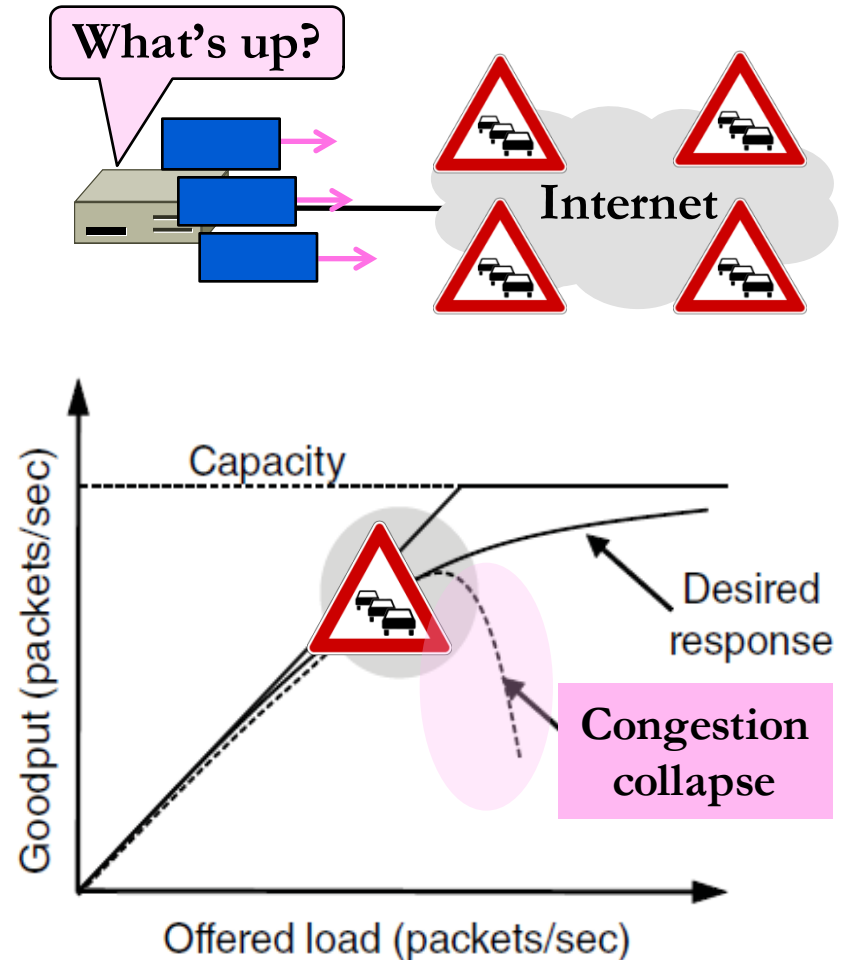 What's up?
Internet
Capacity
Goodput (packets/sec)
Desired
response
Congestion
collapse
Offered load (packets/sec)